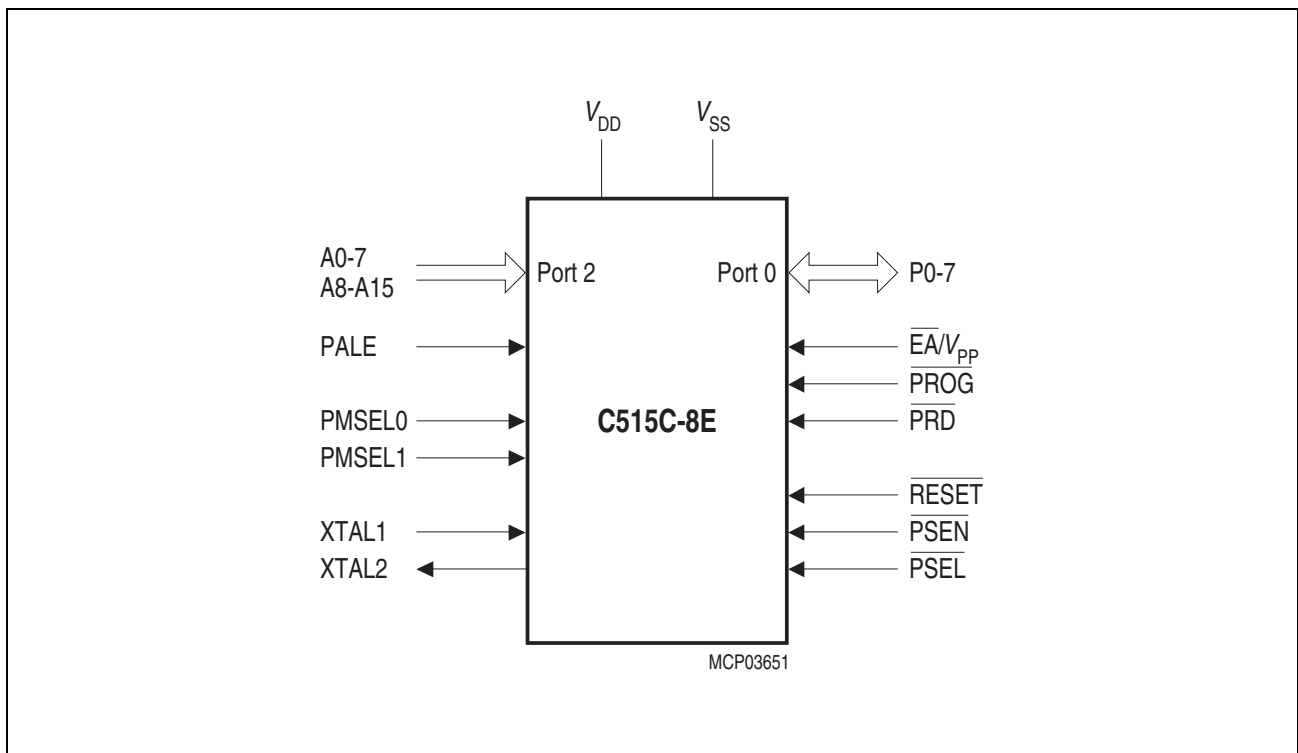 VDD
VSS
A0-7
A8-A15
Port 2
Port 0
P0-7
PALE
EA/VPP
PROG
PMSEL0
C515C-8E
PRD
PMSEL1
RESET
XTAL1
PSEN
XTAL2
PSEL
MCP03651